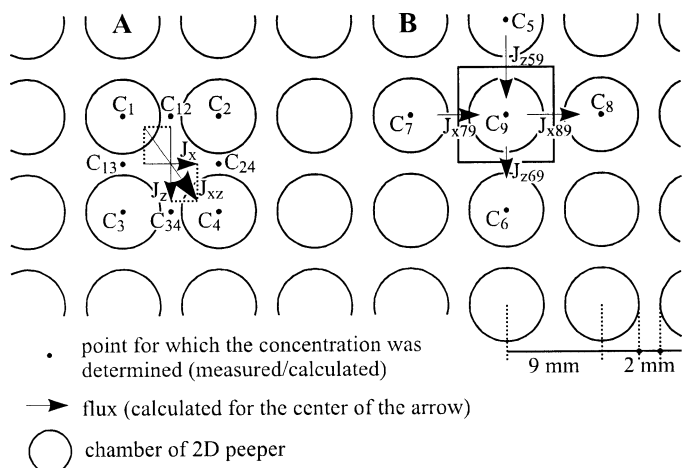 A B
C5
Jz59
C1 C12 C2
C7 Jx79 C9 Jx89 C8
Jx
C13 C24
Jz Jxz
Jz69
C3 C34 C4 C6
9 mm 2 mm
point for which the concentration was
determined (measured/calculated)
flux (calculated for the center of the arrow)
chamber of 2D peeper